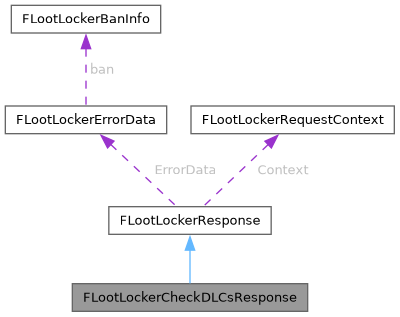 FLootLockerBanInfo
ban
FLootLockerErrorData
FLootLockerRequestContext
ErrorData
Context
FLootLockerResponse
FLootLockerCheckDLCsResponse